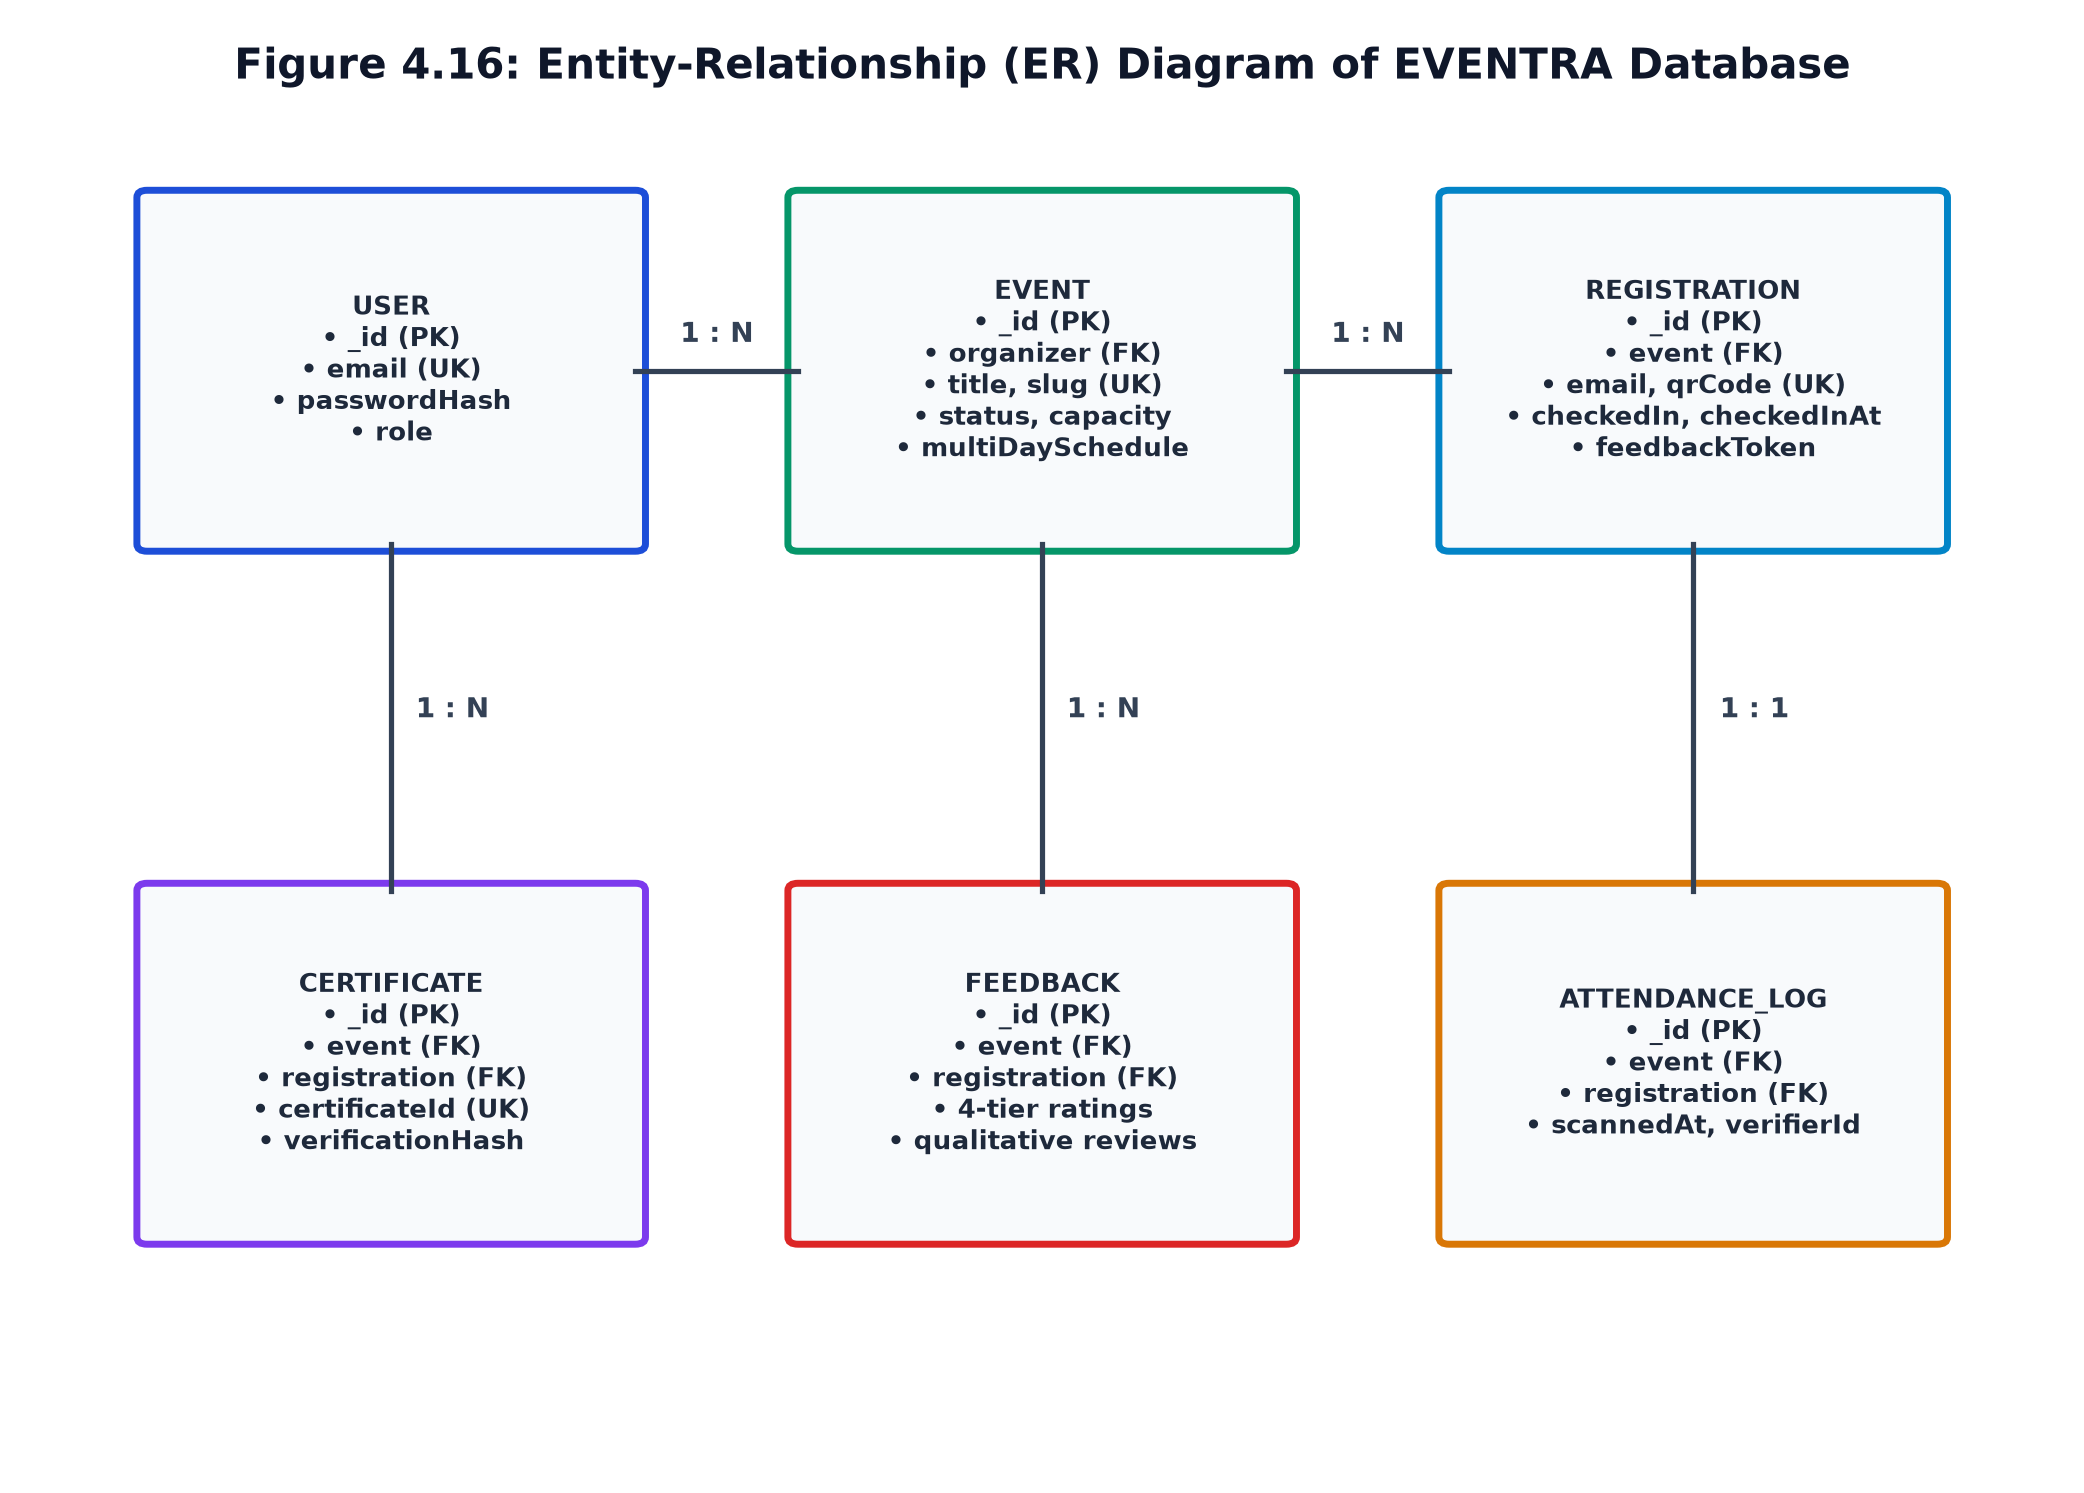 Figure 4.16: Entity-Relationship (ER) Diagram of EVENTRA Database
USER
• _id (PK)
• email (UK)
• passwordHash
• role
1 : N
EVENT
• _id (PK)
• organizer (FK)
• title, slug (UK)
• status, capacity
• multiDaySchedule
1 : N
REGISTRATION
• _id (PK)
• event (FK)
• email, qrCode (UK)
• checkedIn, checkedInAt
• feedbackToken
1 : N
1 : N
1 : 1
CERTIFICATE
• _id (PK)
• event (FK)
• registration (FK)
• certificateId (UK)
• verificationHash
FEEDBACK
• _id (PK)
• event (FK)
• registration (FK)
• 4-tier ratings
• qualitative reviews
ATTENDANCE_LOG
• _id (PK)
• event (FK)
• registration (FK)
• scannedAt, verifierId